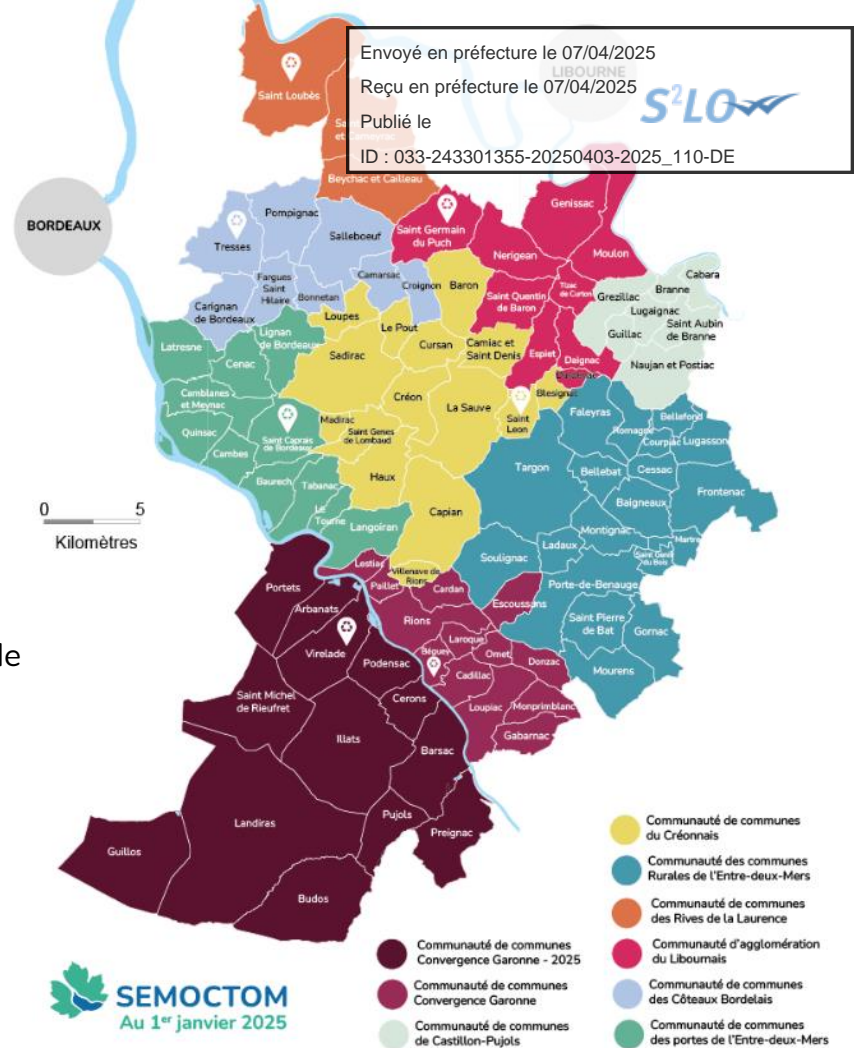 Envoyé en préfecture le 07/04/2025
Reçu en préfecture le 07/04/2025
Publié le
ID : 033-243301355-20250403-2025_110-DE
S²LO
LIBOURNE
Saint Loubès
et
Beychac et Cailleau
BORDEAUX
Pompignac
Tresses
Salleboeuf
Saint Germain
du Puch
Genissac
Nerigean
Moulon
Fargues
Saint
Hilaire
Bonnetan
Camarsac
Croignon
Baron
Carignan
de Bordeaux
Saint Quentin
de Baron
Tizac
de Curton
Grezillac
Branne
Cabara
Lugaignac
Guillac
Saint Aubin
de Branne
Naujan et Postiac
Loupes
Le Pout
Cursan
Camiac et
Saint Denis
Espiet
Daignac
Latresne
Lignan
de Bordeaux
Cenac
Sadirac
Créon
La Sauve
Saint
Leon
Blesignac
Camblanes
et Meynac
Quinsac
Cambes
Saint Caprais
de Bordeaux
Madirac
Saint Genes
de Lombaud
Haux
Capian
Faleyras
Bellefond
Romagne
Courpiac
Lugasson
Targon
Bellebat
Cessac
Frontenac
Baigneaux
Baurech
Tabanac
Le
Tourne
Langoiran
Montignac
Martres
Soulignac
Ladaux
Saint Genis
du Bois
0 5
Kilomètres
Lestiac
Paillet
Villenave de
Rions
Cardan
Escoussans
Porte-de-Benauge
Portets
Arbanats
Rions
Saint Pierre
de Bat
Gornac
Virelade
Podensac
Laroque
Béguey
Omet
Donzac
Mourens
le
Saint Michel
de Rieufret
Cerons
Cadillac
Loupiac
Monprimblanc
Gabarnac
Illats
Barsac
Landiras
Pujols
Preignac
Guillos
Budos
Communauté de communes
du Créonnais
Communauté des communes
Rurales de l'Entre-deux-Mers
Communauté de communes
des Rives de la Laurence
Communauté d'agglomération
du Libournais
Communauté de communes
des Côteaux Bordelais
Communauté de communes
des portes de l'Entre-deux-Mers
Communauté de communes
Convergence Garonne - 2025
Communauté de communes
Convergence Garonne
Communauté de communes
de Castillon-Pujols
SEMOCTOM
Au 1er janvier 2025